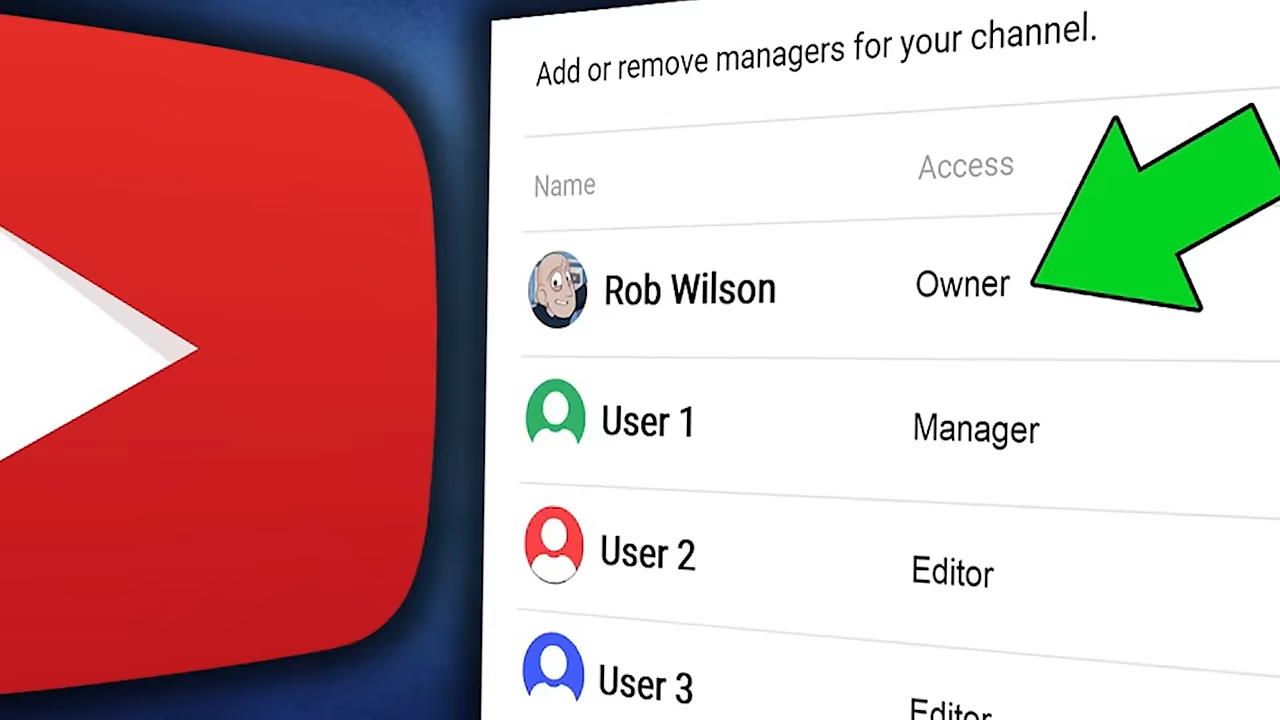 Add or remove managers for your channel.
Name Access
Rob Wilson Owner
User 1 Manager
User 2 Editor
User 3 Editor